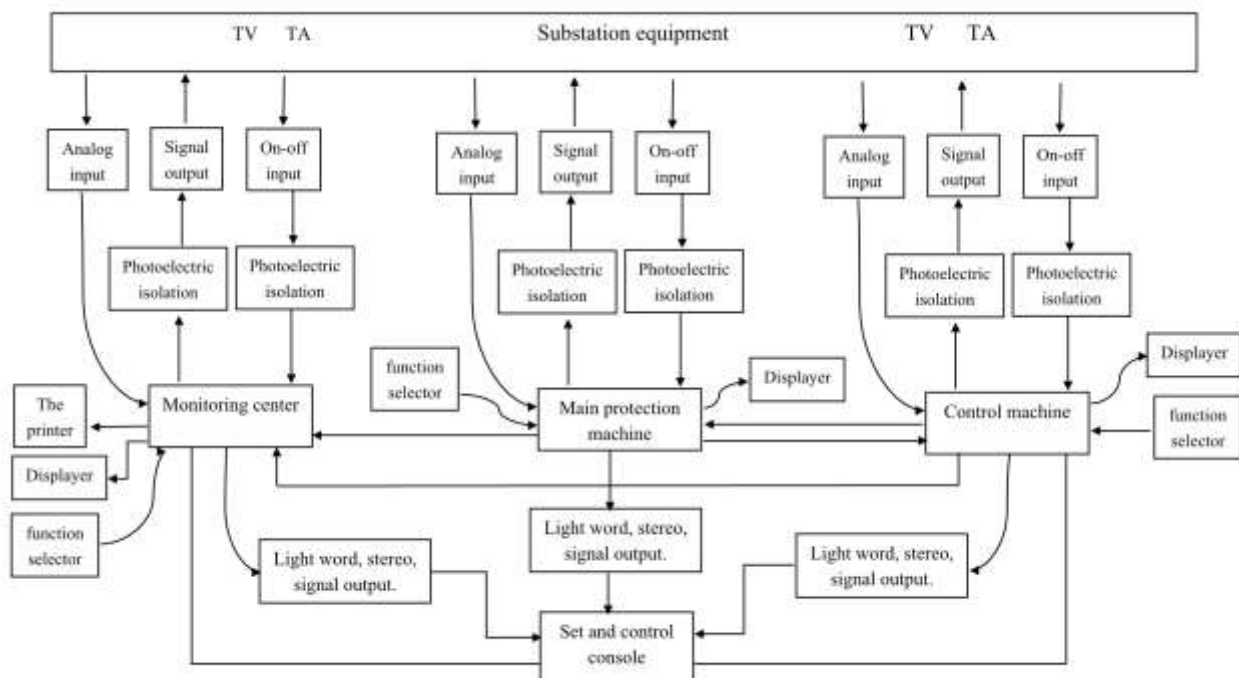 TV TA Substation equipment TV TA
Analog
input
Signal
output
On-off
input
Analog
input
Signal
output
On-off
input
Analog
input
Signal
output
On-off
input
Photoelectric
isolation
Photoelectric
isolation
Photoelectric
isolation
Photoelectric
isolation
Photoelectric
isolation
Photoelectric
isolation
The
printer
Displayer
function
selector
Monitoring center
function
selector
Main protection
machine
Displayer
Control machine
Displayer
function
selector
Light word, stereo,
signal output.
Light word, stereo,
signal output.
Light word, stereo,
signal output.
Set and control
console